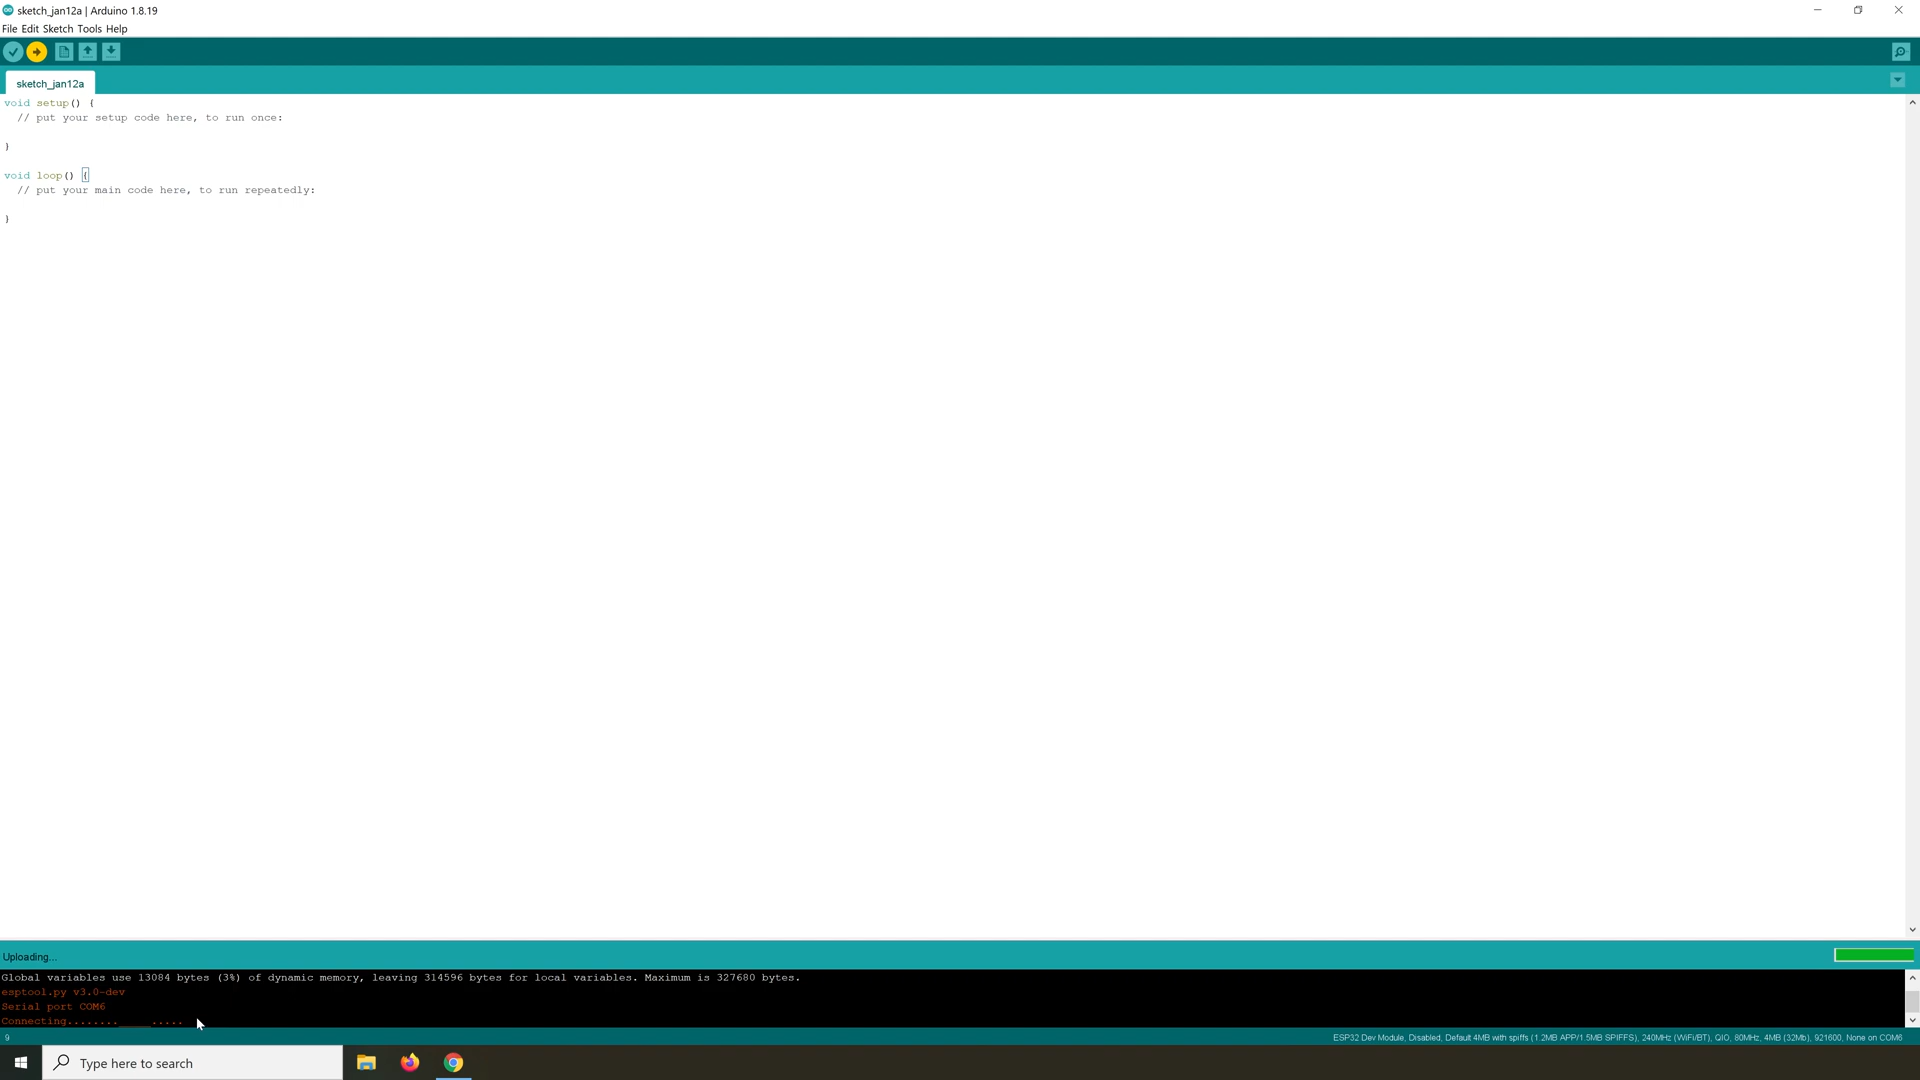 sketch_jan12a | Arduino 1.8.19
File Edit Sketch Tools Help
sketch_jan12a
void setup() {
// put your setup code here, to run once:
}
void loop() {
// put your main code here, to run repeatedly:
}
Uploading...
Global variables use 13084 bytes (3%) of dynamic memory, leaving 314596 bytes for local variables. Maximum is 327680 bytes.
esptool.py v3.0-dev
Serial port COM6
Connecting........_____.....
9
ESP32 Dev Module, Disabled, Default 4MB with spiffs (1.2MB APP/1.5MB SPIFFS), 240MHz (WiFi/BT), QIO, 80MHz, 4MB (32Mb), 921600, None on COM6
Type here to search